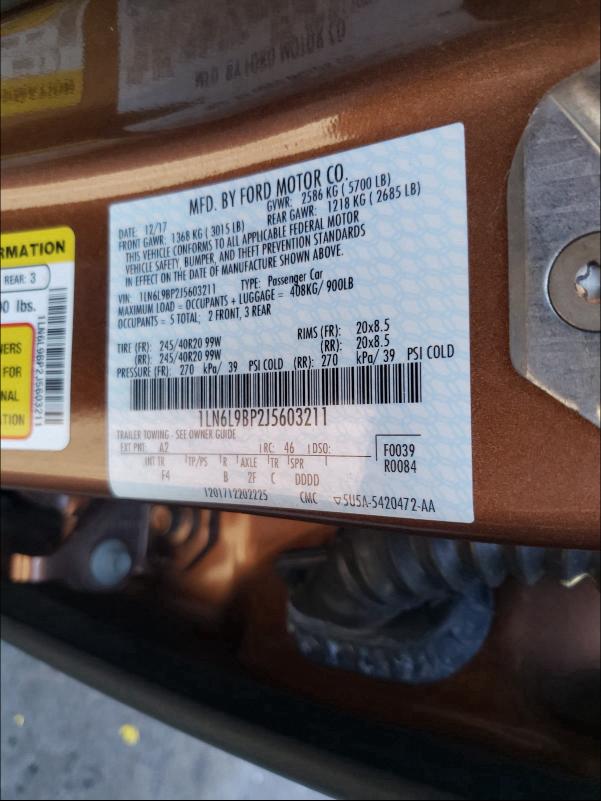 MFD. BY FORD MOTOR CO.
DATE: 12/17 GVWR: 2586 KG ( 5700 LB)
FRONT GAWR: 1368 KG ( 3015 LB) REAR GAWR: 1218 KG ( 2685 LB)
THIS VEHICLE CONFORMS TO ALL APPLICABLE FEDERAL MOTOR
VEHICLE SAFETY, BUMPER, AND THEFT PREVENTION STANDARDS
IN EFFECT ON THE DATE OF MANUFACTURE SHOWN ABOVE.
VIN: 1LN6L9BP2J5603211 TYPE: Passenger Car
MAXIMUM LOAD = OCCUPANTS + LUGGAGE = 408KG/ 900LB
OCCUPANTS = 5 TOTAL; 2 FRONT, 3 REAR
TIRE (FR): 245/40R20 99W RIMS (FR): 20x8.5
(RR): 245/40R20 99W (RR): 20x8.5
PRESSURE (FR): 270 kPa/ 39 PSI COLD (RR): 270 kPa/ 39 PSI COLD
1LN6L9BP2J5603211
TRAILER TOWING - SEE OWNER GUIDE
EXT PNT: A2 RC: 46 DSO: F0039
INT TR TP/PS R AXLE TR SPR R0084
F4 B 2F C DDDD
1201712202225 CMC ▽5U5A-5420472-AA
RMATION
REAR: 3
lbs.
NERS
FOR
NAL
ION
1LN6L9BP2J5603211